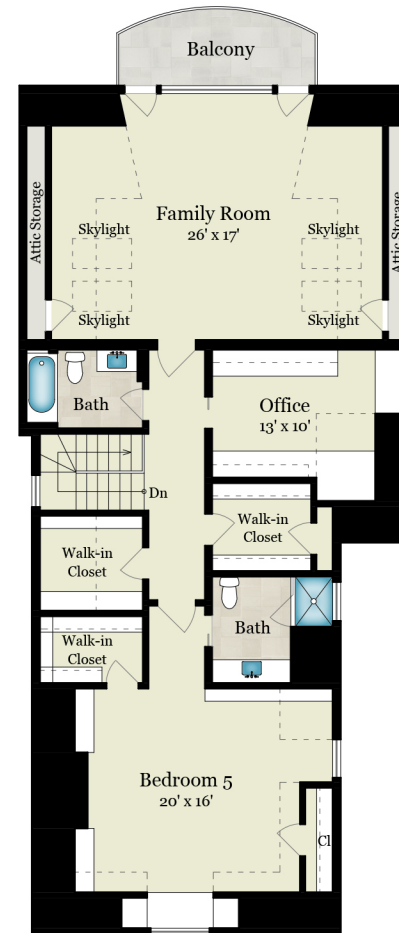 Balcony
Attic Storage
Skylight
Skylight
Family Room
26' x 17'
Skylight
Skylight
Attic Storage
Bath
Office
13' x 10'
Dn
Walk-in
Closet
Walk-in
Closet
Walk-in
Closet
Bath
Bedroom 5
20' x 16'
Cl